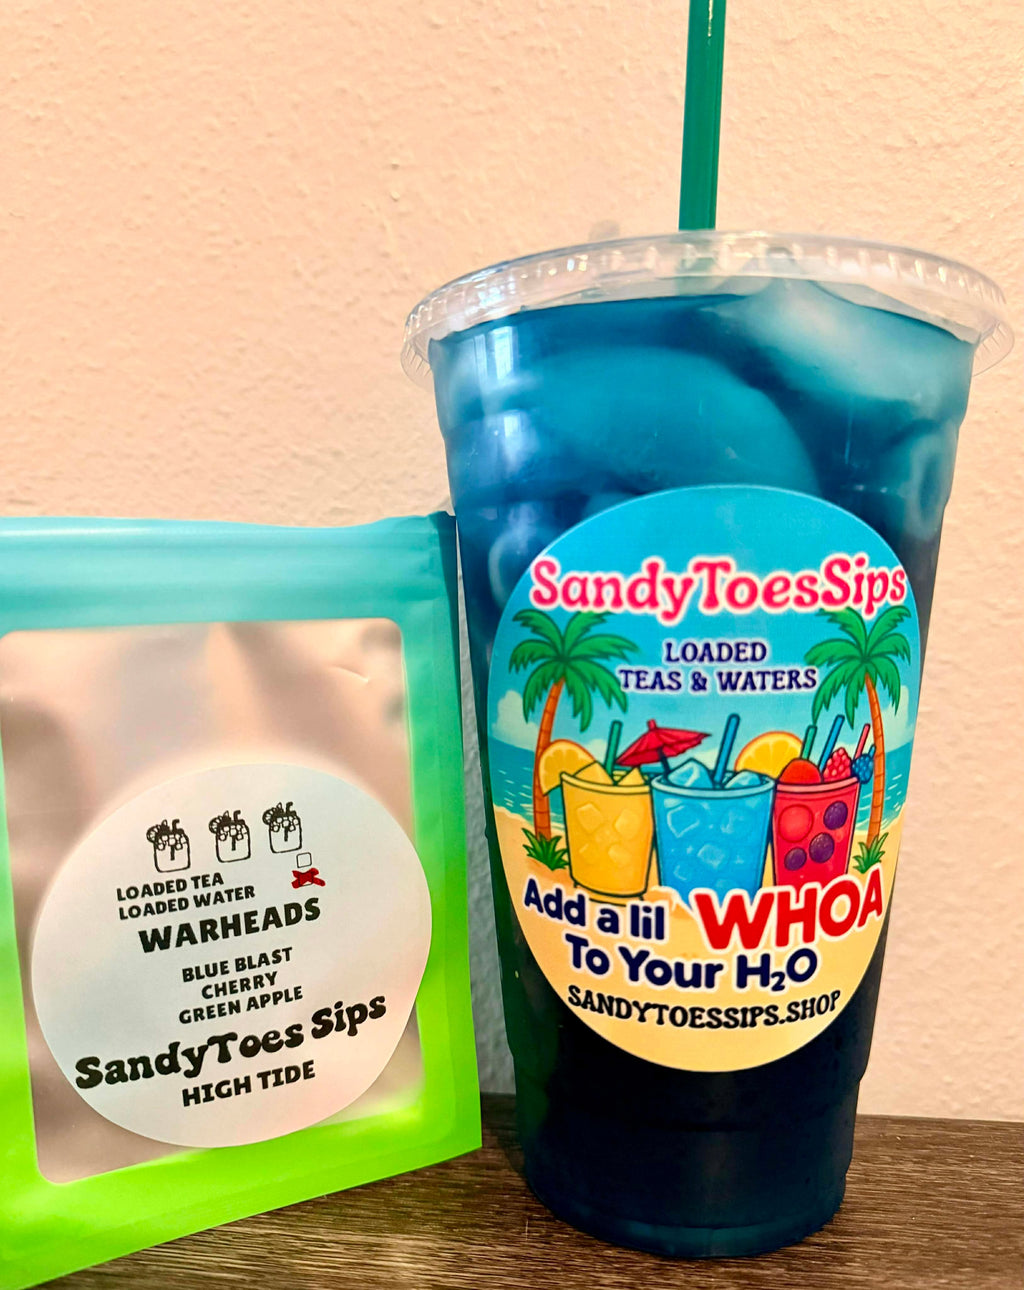 LOADED TEA
LOADED WATER
WARHEADS
BLUE BLAST
CHERRY
GREEN APPLE
SandyToes Sips
HIGH TIDE
SandyToesSips
LOADED
TEAS & WATERS
Add a lil WHOA
To Your H₂O
SANDYTOESSIPS.SHOP